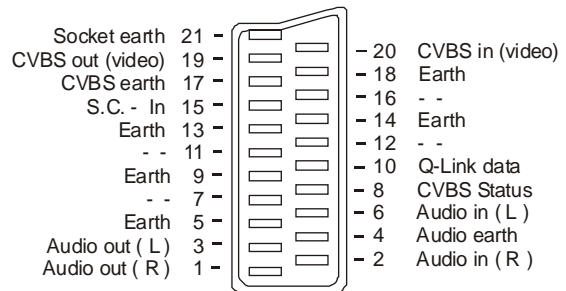 Socket earth 21
CVBS out (video) 19
CVBS earth 17
S.C. - In 15
Earth 13
- - 11
Earth 9
- - 7
Earth 5
Audio out ( L ) 3
Audio out ( R ) 1
20 CVBS in (video)
18 Earth
16 - -
14 Earth
12 - -
10 Q-Link data
8 CVBS Status
6 Audio in ( L )
4 Audio earth
2 Audio in ( R )